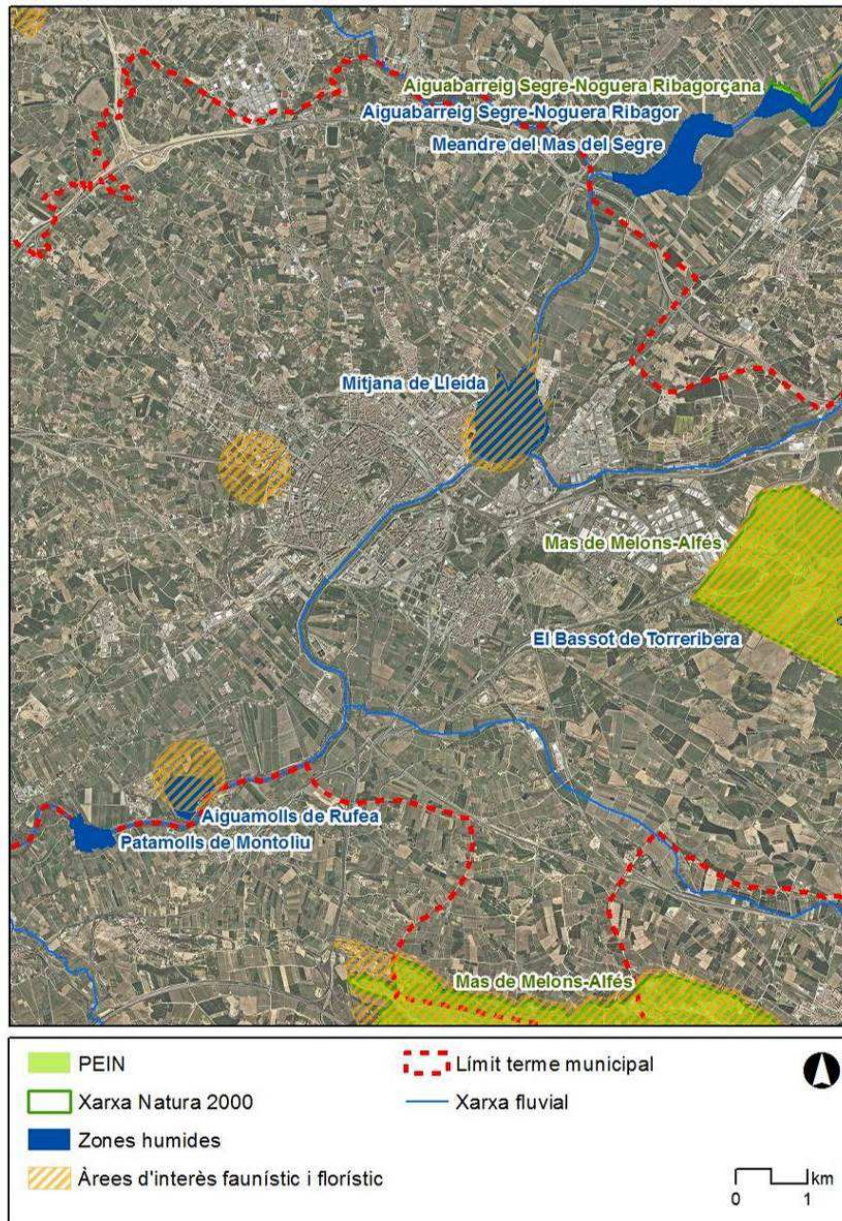 Aiguabarreig Segre-Noguera Ribagorçana
Aiguabarreig Segre-Noguera Ribagor
Meandre del Mas del Segre
Mitjana de Lleida
Mas de Melons-Alfés
El Bassot de Torreribera
Aiguamolls de Rufea
Patamolls de Montoliu
Mas de Melons-Alfés
PEIN
Xarxa Natura 2000
Zones humides
Àrees d'interès faunístic i florístic
Límit terme municipal
Xarxa fluvial
km
0 1